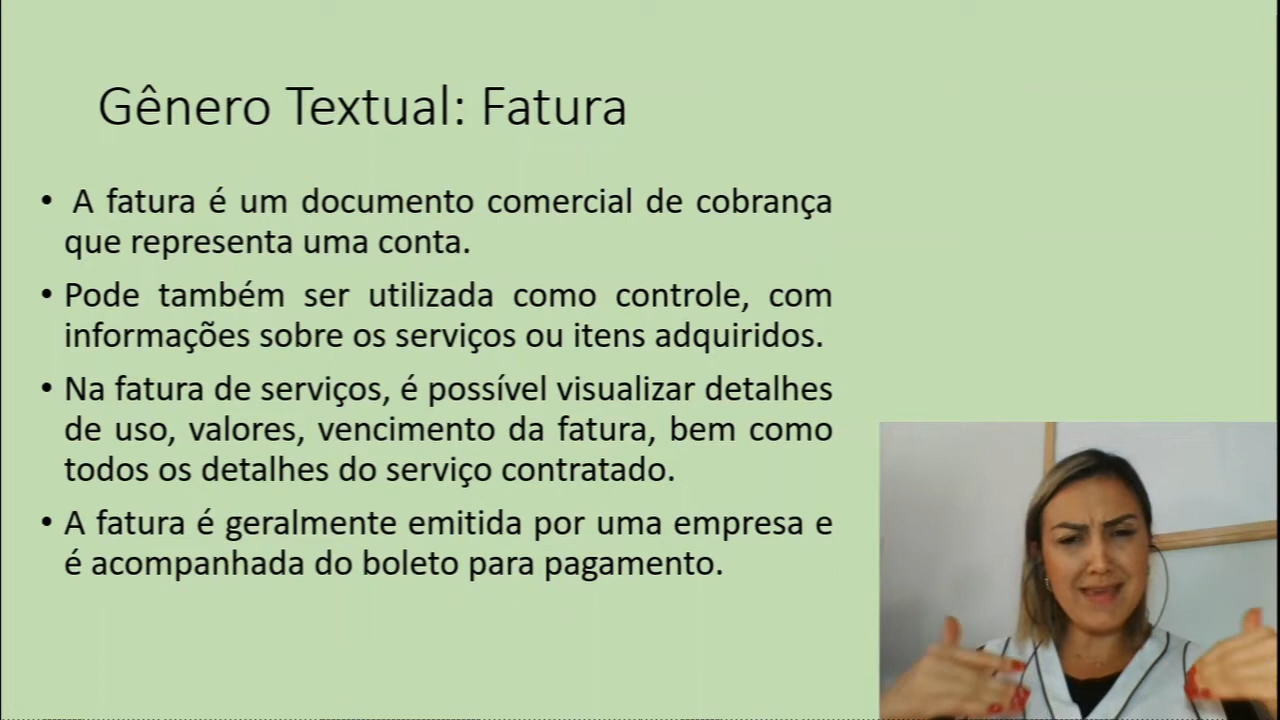 Gênero Textual: Fatura
• A fatura é um documento comercial de cobrança
que representa uma conta.
• Pode também ser utilizada como controle, com
informações sobre os serviços ou itens adquiridos.
• Na fatura de serviços, é possível visualizar detalhes
de uso, valores, vencimento da fatura, bem como
todos os detalhes do serviço contratado.
• A fatura é geralmente emitida por uma empresa e
é acompanhada do boleto para pagamento.